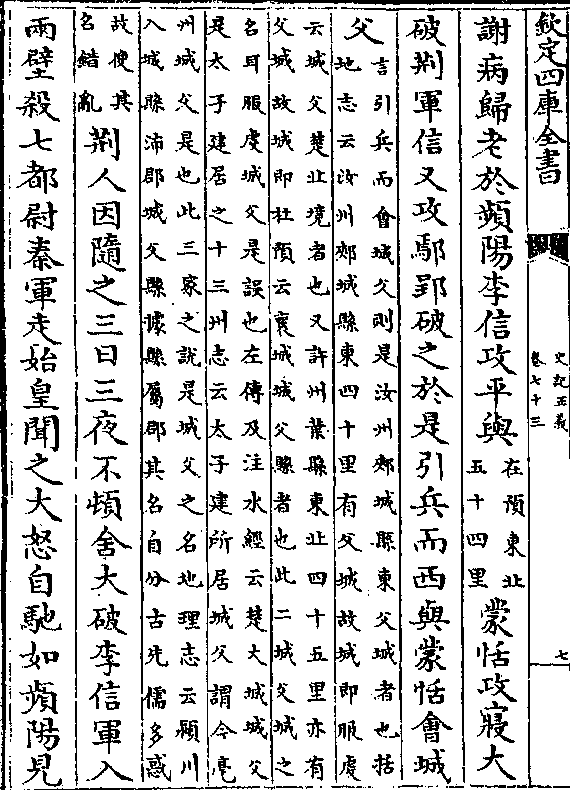 欽定四庫全書
史記正義
卷七十三
七
謝病歸老於頻陽李信攻平輿
在預東北
五十四里
蒙恬攻寢大
破荆軍信又攻鄢郢破之於是引兵而西與蒙恬會城
父
言引兵而會城父則是汝州郟城縣東父城者也括
地志云汝州郟城縣東四十里有父城故城即服虔
云城父楚北境者也又許州葉縣東北四十五里亦有
父城故城即杜預云襄城城父縣者也此二城父城之
名耳服虔城父是誤也左傳及注水經云楚大城城父
是太子建居之十三州志云太子建所居城父謂今亳
州城父是也此三家之說是城父之名地理志云潁川
入城縣沛郡城父縣據縣屬郡其名自分古先儒多惑
故使其
名錯亂
荆人因隨之三日三夜不頓舍大破李信軍入
兩壁殺七都尉秦軍走始皇聞之大怒自馳如頻陽見